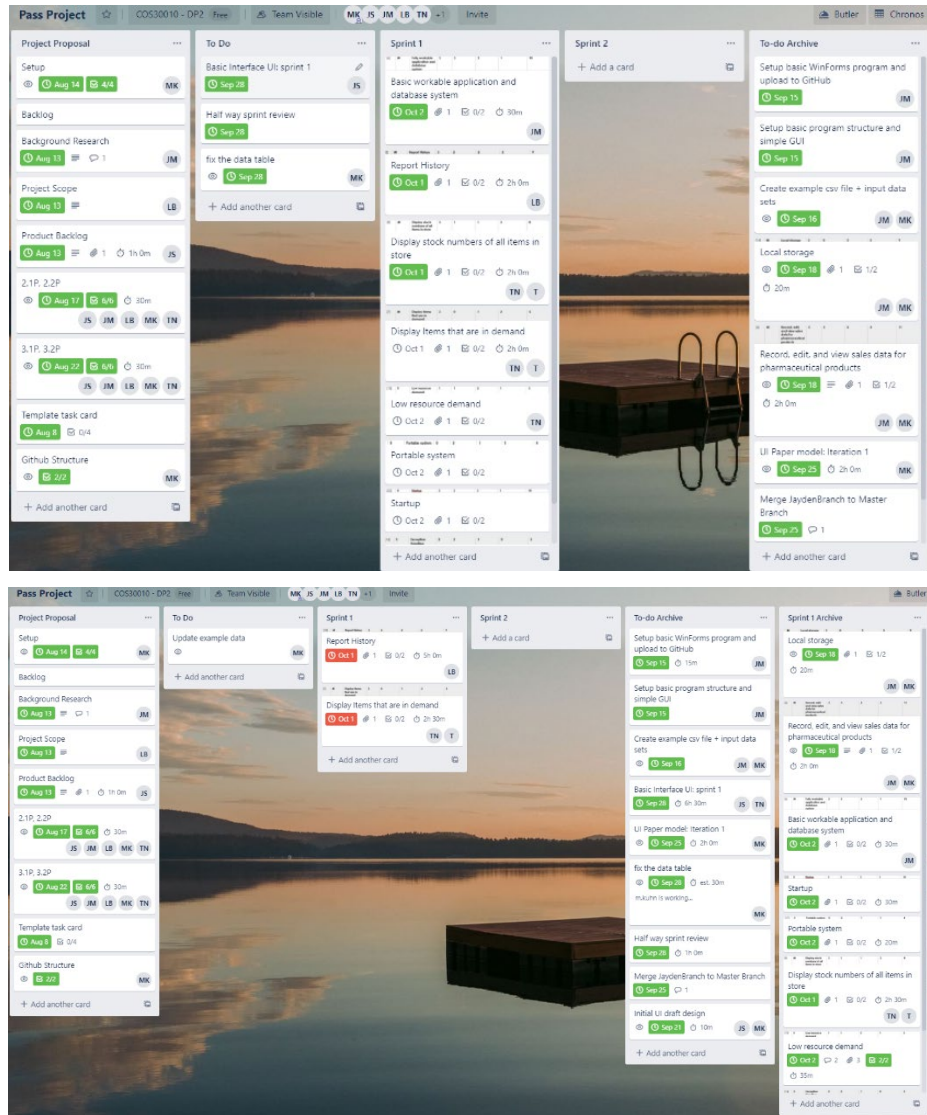 Pass Project
COS30010 - DP2 Free
Team Visible
MK JS JM LB TN +1
Invite
Butler
Chronos
Project Proposal
Setup
Aug 14 4/4
MK
Backlog
Background Research
Aug 13 1
JM
Project Scope
Aug 13
LB
Product Backlog
Aug 13 1 1h 0m
JS
2.1P, 2.2P
Aug 17 6/6 30m
JS JM LB MK TN
3.1P, 3.2P
Aug 22 6/6 30m
JS JM LB MK TN
Template task card
Aug 8 0/4
Github Structure
2/2
MK
+ Add another card
To Do
Basic Interface UI: sprint 1
Sep 28
JS
Half way sprint review
Sep 28
fix the data table
Sep 28
MK
+ Add another card
Sprint 1
Basic workable application and
database system
Oct 2 1 0/2 30m
JM
Report History
Oct 1 1 0/2 2h 0m
LB
Display stock numbers of all items in
store
Oct 1 1 0/2 2h 0m
TN T
Display Items that are in demand
Oct 1 1 0/2 2h 0m
TN T
Low resource demand
Oct 2 1 0/2
TN
Portable system
Oct 2 1 0/2
Startup
Oct 2 1 0/2
+ Add another card
Sprint 2
+ Add a card
To-do Archive
Setup basic WinForms program and
upload to GitHub
Sep 15
JM
Setup basic program structure and
simple GUI
Sep 15
JM
Create example csv file + input data
sets
Sep 16
JM MK
Local storage
Sep 18 1 1/2
20m
JM MK
Record, edit, and view sales data for
pharmaceutical products
Sep 18 1 1/2
2h 0m
JM MK
UI Paper model: Iteration 1
Sep 25 2h 0m
MK
Merge JaydenBranch to Master
Branch
Sep 25 1
+ Add another card
Pass Project
COS30010 - DP2 Free
Team Visible
MK JS JM LB TN +1
Invite
Butler
Project Proposal
Setup
Aug 14 4/4
MK
Backlog
Background Research
Aug 13 1
JM
Project Scope
Aug 13
LB
Product Backlog
Aug 13 1 1h 0m
JS
2.1P, 2.2P
Aug 17 6/6 30m
JS JM LB MK TN
3.1P, 3.2P
Aug 22 6/6 30m
JS JM LB MK TN
Template task card
Aug 8 0/4
Github Structure
2/2
MK
+ Add another card
To Do
Update example data
MK
+ Add another card
Sprint 1
Report History
Oct 1 1 0/2 5h 0m
LB
Display Items that are in demand
Oct 1 1 0/2 2h 30m
TN T
+ Add another card
Sprint 2
+ Add a card
To-do Archive
Setup basic WinForms program and
upload to GitHub
Sep 15 15m
JM
Setup basic program structure and
simple GUI
Sep 15
JM
Create example csv file + input data
sets
Sep 16
JM MK
Basic Interface UI: sprint 1
Sep 28 6h 30m
JS TN
UI Paper model: Iteration 1
Sep 25 2h 0m
MK
fix the data table
Sep 28 est. 30m
m.kuhn is working...
MK
Half way sprint review
Sep 28 1h 0m
Merge JaydenBranch to Master Branch
Sep 25 1
Initial UI draft design
Sep 21 10m
JS MK
+ Add another card
Sprint 1 Archive
Local storage
Sep 18 1 1/2
20m
JM MK
Record, edit, and view sales data for
pharmaceutical products
Sep 18 1 1/2
2h 0m
JM MK
Basic workable application and
database system
Oct 2 1 0/2 30m
JM
Startup
Oct 2 1 0/2 30m
Portable system
Oct 2 1 0/2 20m
Display stock numbers of all items in
store
Oct 1 1 0/2 2h 30m
TN T
Low resource demand
Oct 2 2 3 2/2
35m
+ Add another card